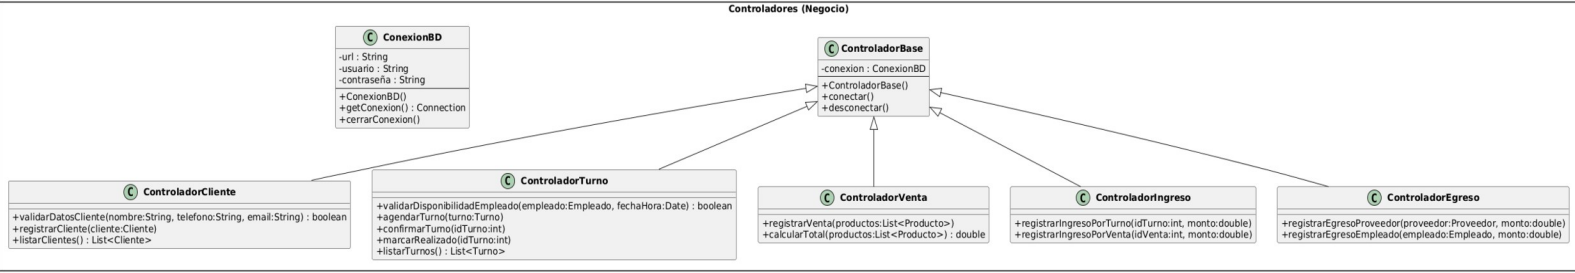 Controladores (Negocio)
C ConexionBD
-url : String
-usuario : String
-contraseña : String
+ConexionBD()
+getConexion() : Connection
+cerrarConexion()
C ControladorBase
-conexion : ConexionBD
+ControladorBase()
+conectar()
+desconectar()
C ControladorCliente
+validarDatosCliente(nombre:String, telefono:String, email:String) : boolean
+registrarCliente(cliente:Cliente)
+listarClientes() : List<Cliente>
C ControladorTurno
+validarDisponibilidadEmpleado(empleado:Empleado, fechaHora:Date) : boolean
+agendarTurno(turno:Turno)
+confirmarTurno(idTurno:int)
+marcarRealizado(idTurno:int)
+listarTurnos() : List<Turno>
C ControladorVenta
+registrarVenta(productos:List<Producto>)
+calcularTotal(productos:List<Producto>) : double
C ControladorIngreso
+registrarIngresoPorTurno(idTurno:int, monto:double)
+registrarIngresoPorVenta(idVenta:int, monto:double)
C ControladorEgreso
+registrarEgresoProveedor(proveedor:Proveedor, monto:double)
+registrarEgresoEmpleado(empleado:Empleado, monto:double)